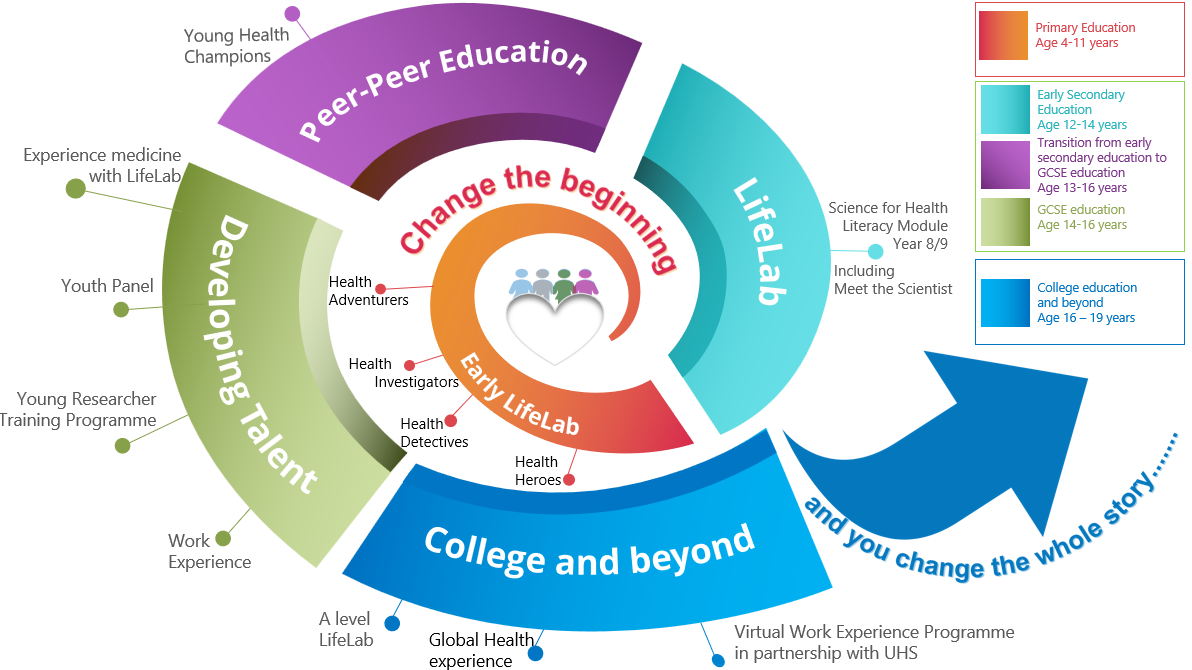 Young Health
Champions
Peer-Peer Education
Primary Education
Age 4-11 years
Early Secondary
Education
Age 12-14 years
Transition from early
secondary education to
GCSE education
Age 13-16 years
GCSE education
Age 14-16 years
College education
and beyond
Age 16 – 19 years
Experience medicine
with LifeLab
Youth Panel
Young Researcher
Training Programme
Work
Experience
Developing Talent
Change the beginning
Health
Adventurers
Health
Investigators
Health
Detectives
Health
Heroes
Early LifeLab
LifeLab
Science for Health
Literacy Module
Year 8/9
Including
Meet the Scientist
College and beyond
A level
LifeLab
Global Health
experience
Virtual Work Experience Programme
in partnership with UHS
and you change the whole story.......